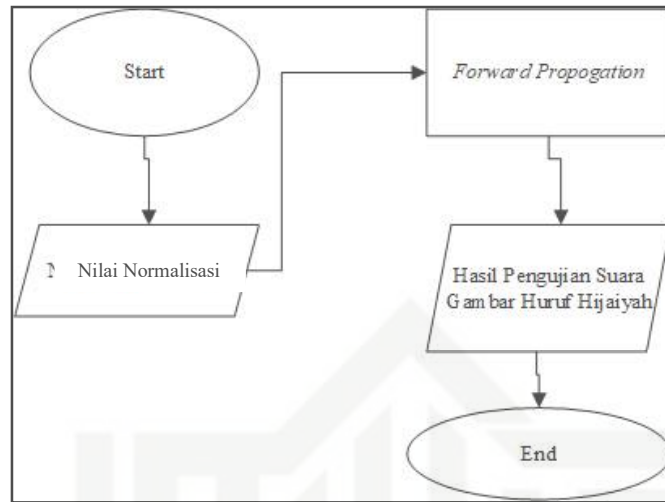 Start
Nilai Normalisasi
Forward Propogation
Hasil Pengujian Suara
Gambar Huruf Hijaiyah
End